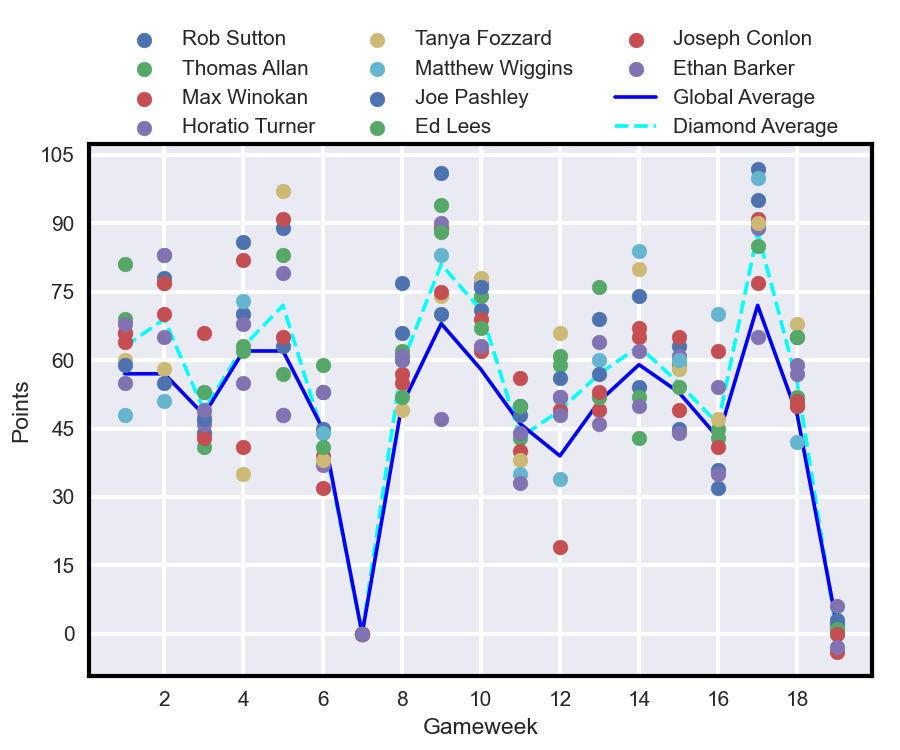 Rob Sutton
Thomas Allan
Max Winokan
Horatio Turner
Tanya Fozzard
Matthew Wiggins
Joe Pashley
Ed Lees
Joseph Conlon
Ethan Barker
Global Average
Diamond Average
105
90
75
60
45
30
15
0
Points
2 4 6 8 10 12 14 16 18
Gameweek